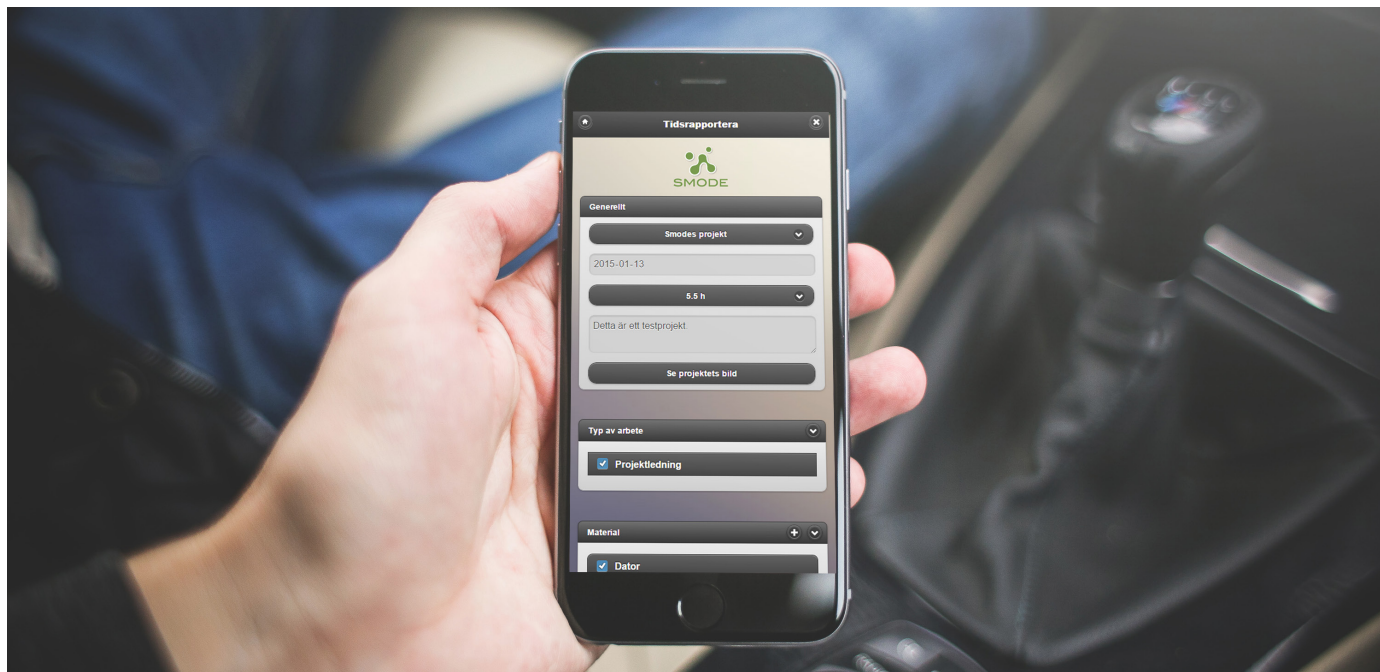 Tidsrapportera
SMODE
Generellt
Smodes projekt
2015-01-13
5.5 h
Detta är ett testprojekt
Se projektets bild
Typ av arbete
Projektledning
Material
Dator